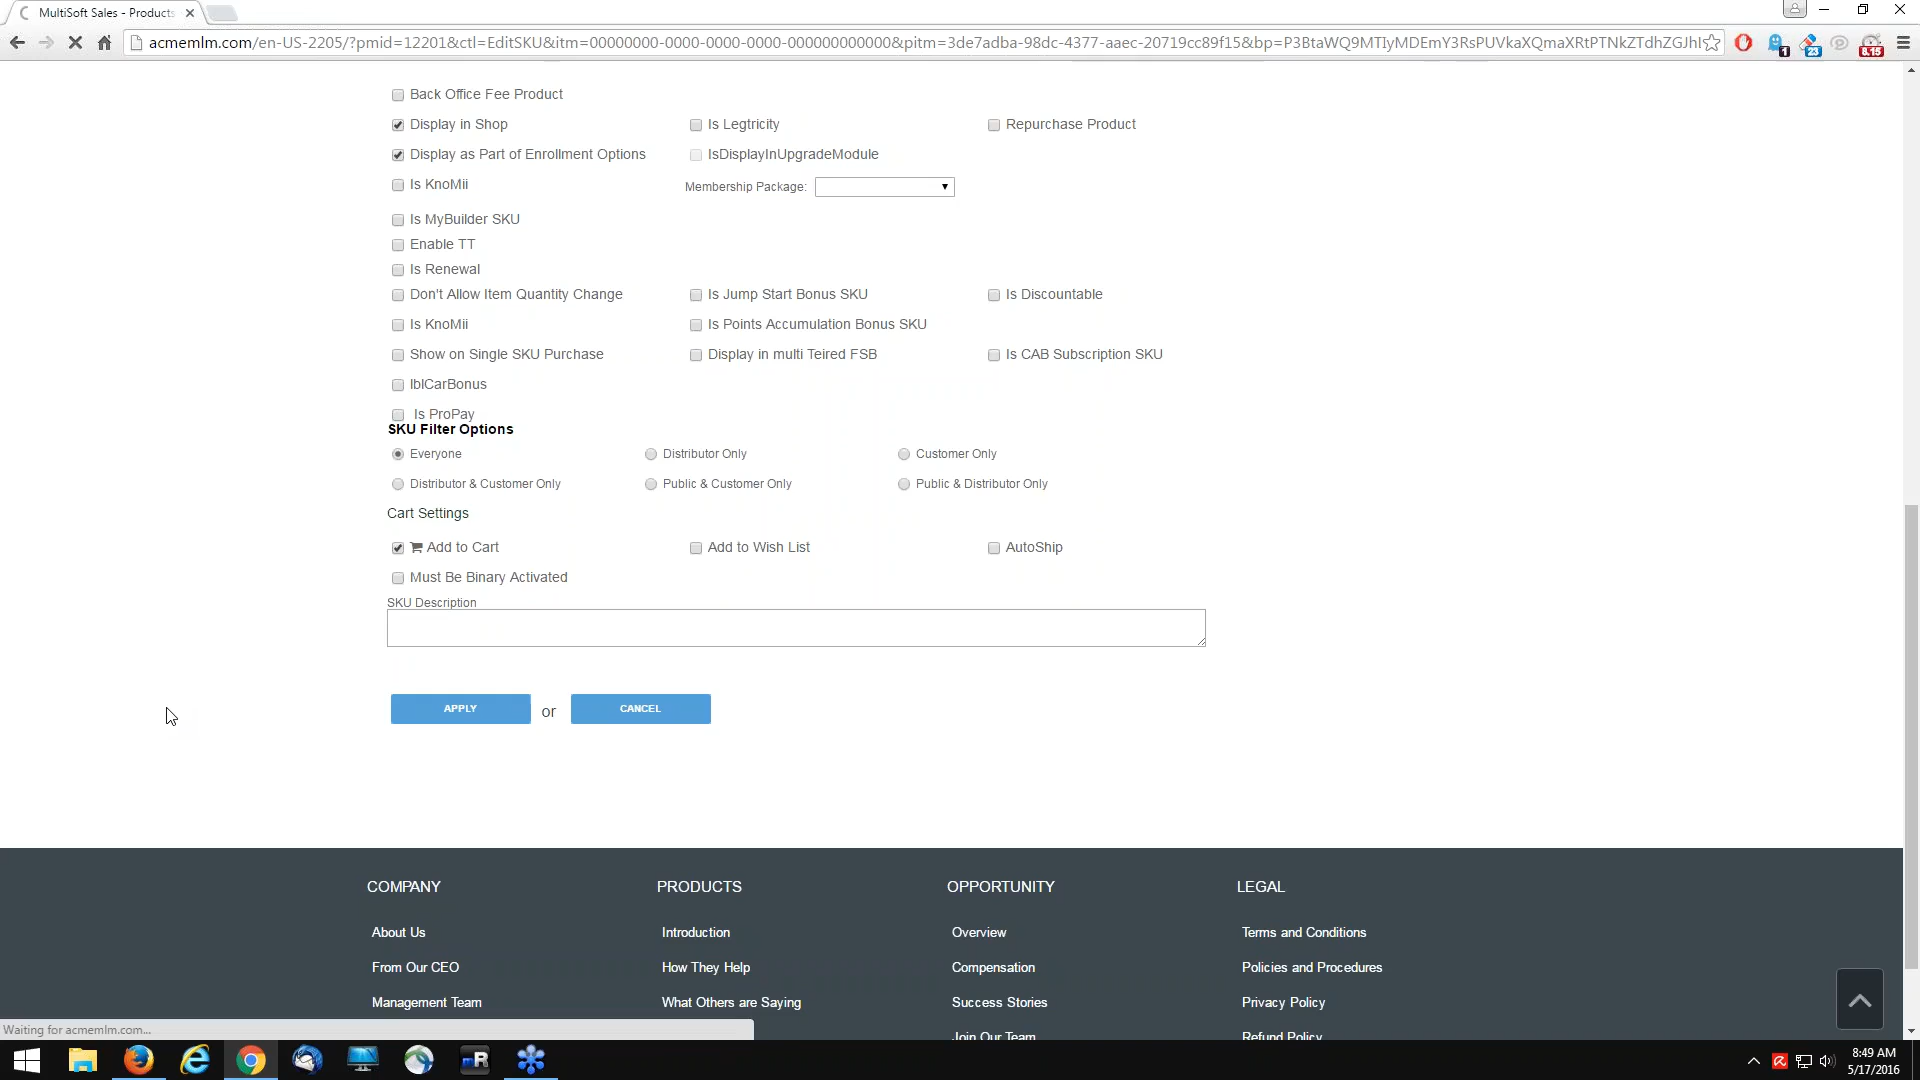 MultiSoft Sales - Products
acmemlm.com/en-US-2205/?pmid=12201&ctl=EditSKU&itm=00000000-0000-0000-0000-000000000000&pitm=3de7adba-98dc-4377-aaec-20719cc89f15&bp=P3BtaWQ9MTIyMDEmY3RsPUVkaXQmaXRtPTNkZTdhZGJhI
1
23
8.15
Back Office Fee Product
Display in Shop Is Legtricity Repurchase Product
Display as Part of Enrollment Options IsDisplayInUpgradeModule
Is KnoMii Membership Package:
Is MyBuilder SKU
Enable TT
Is Renewal
Don't Allow Item Quantity Change Is Jump Start Bonus SKU Is Discountable
Is KnoMii Is Points Accumulation Bonus SKU
Show on Single SKU Purchase Display in multi Teired FSB Is CAB Subscription SKU
lblCarBonus
Is ProPay
SKU Filter Options
Everyone Distributor Only Customer Only
Distributor & Customer Only Public & Customer Only Public & Distributor Only
Cart Settings
Add to Cart Add to Wish List AutoShip
Must Be Binary Activated
SKU Description
APPLY or CANCEL
COMPANY PRODUCTS OPPORTUNITY LEGAL
About Us Introduction Overview Terms and Conditions
From Our CEO How They Help Compensation Policies and Procedures
Management Team What Others are Saying Success Stories Privacy Policy
Join Our Team Refund Policy
Waiting for acmemlm.com...
mR
8:49 AM
5/17/2016